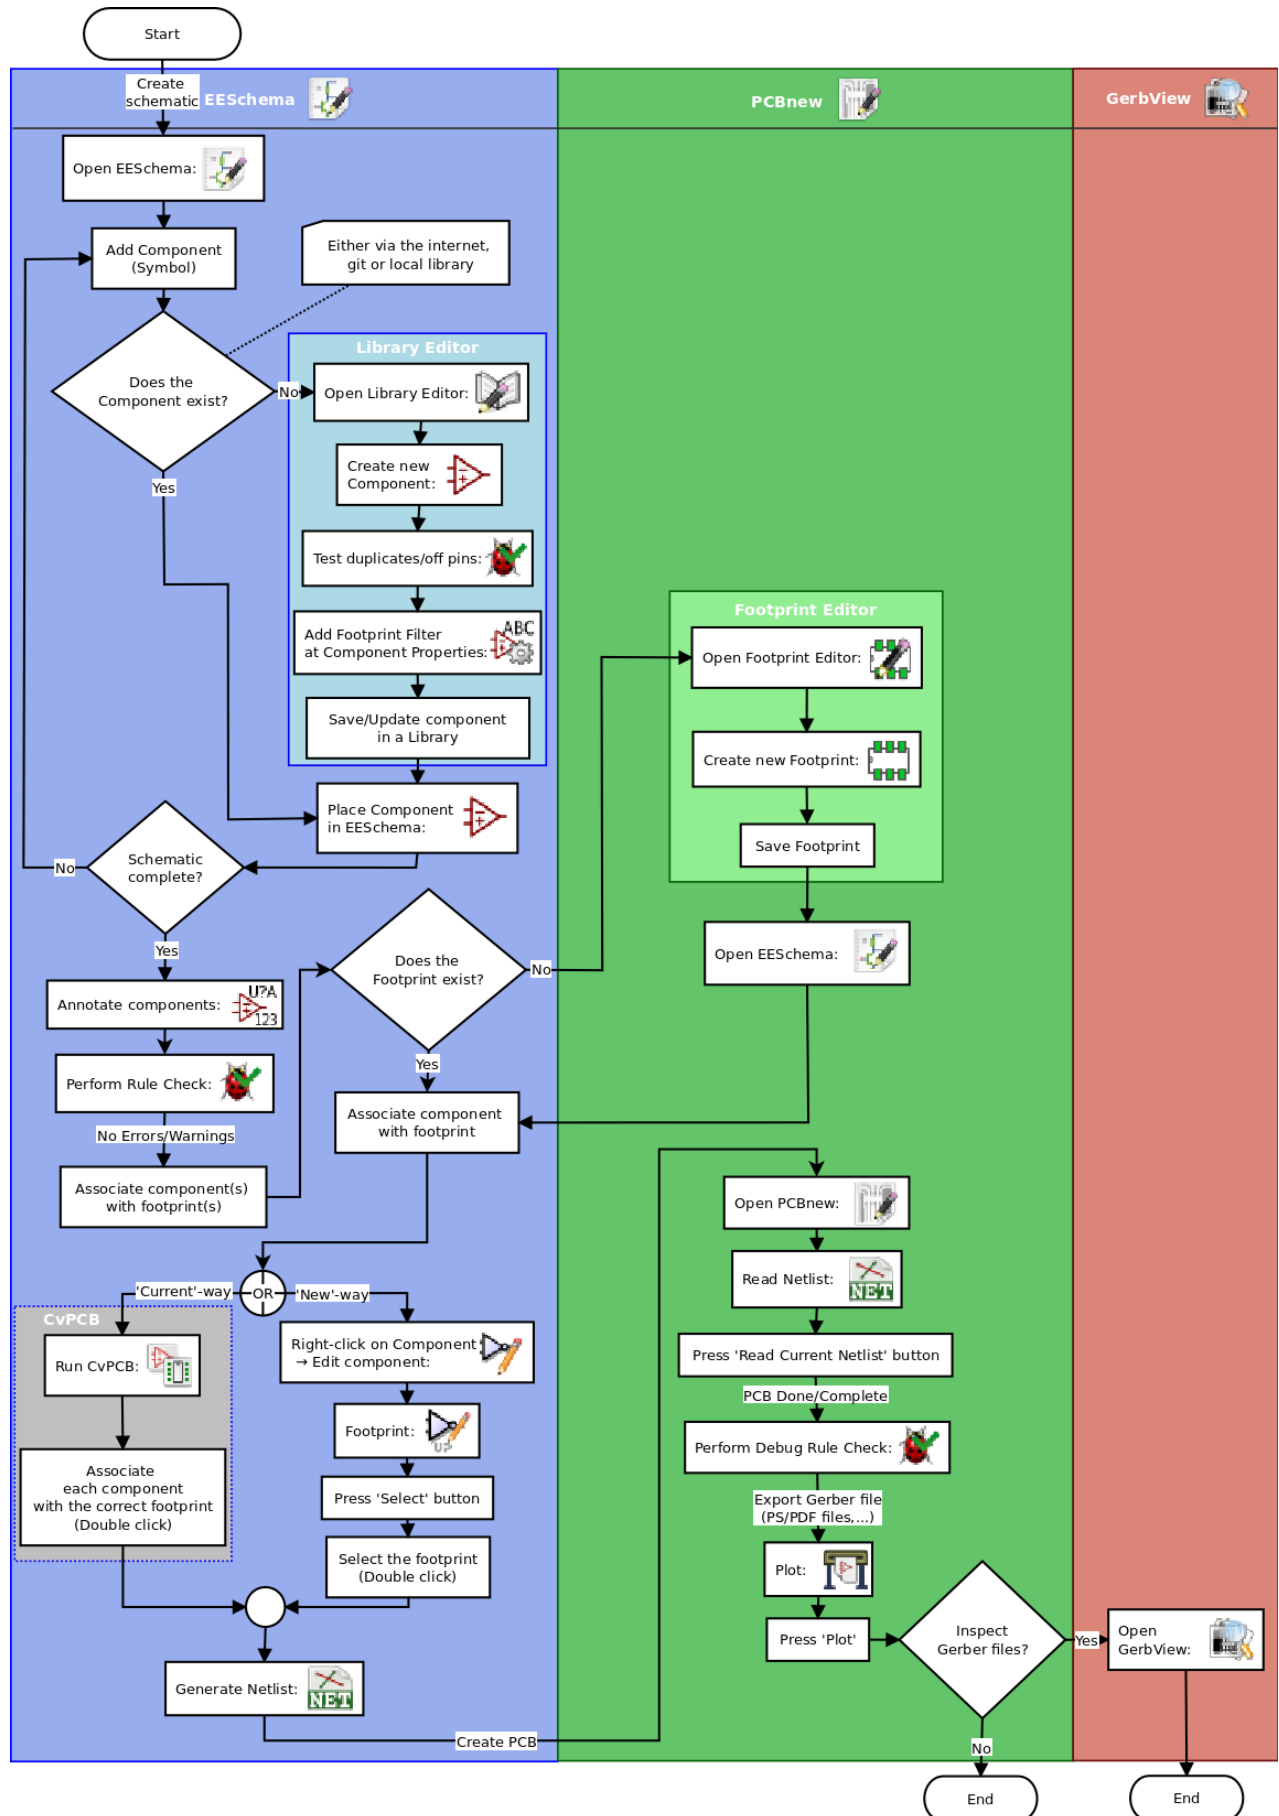 Start
Create
schematic
EESchema
PCBnew
GerbView
Open EESchema:
Add Component
(Symbol)
Either via the internet,
git or local library
Does the
Component exist?
No
Yes
Library Editor
Open Library Editor:
Create new
Component:
Test duplicates/off pins:
Add Footprint Filter
at Component Properties:
ABC
Save/Update component
in a Library
Place Component
in EESchema:
Schematic
complete?
No
Yes
Annotate components:
U?A
123
Perform Rule Check:
No Errors/Warnings
Associate component(s)
with footprint(s)
Does the
Footprint exist?
No
Yes
Footprint Editor
Open Footprint Editor:
Create new Footprint:
Save Footprint
Open EESchema:
Associate component
with footprint
OR
'Current'-way
'New'-way
CvPCB
Run CvPCB:
Associate
each component
with the correct footprint
(Double click)
Right-click on Component
→ Edit component:
Footprint:
Press 'Select' button
Select the footprint
(Double click)
Generate Netlist:
NET
Create PCB
Open PCBnew:
Read Netlist:
NET
Press 'Read Current Netlist' button
PCB Done/Complete
Perform Debug Rule Check:
Export Gerber file
(PS/PDF files,...)
Plot:
Press 'Plot'
Inspect
Gerber files?
Yes
No
Open
GerbView:
End
End